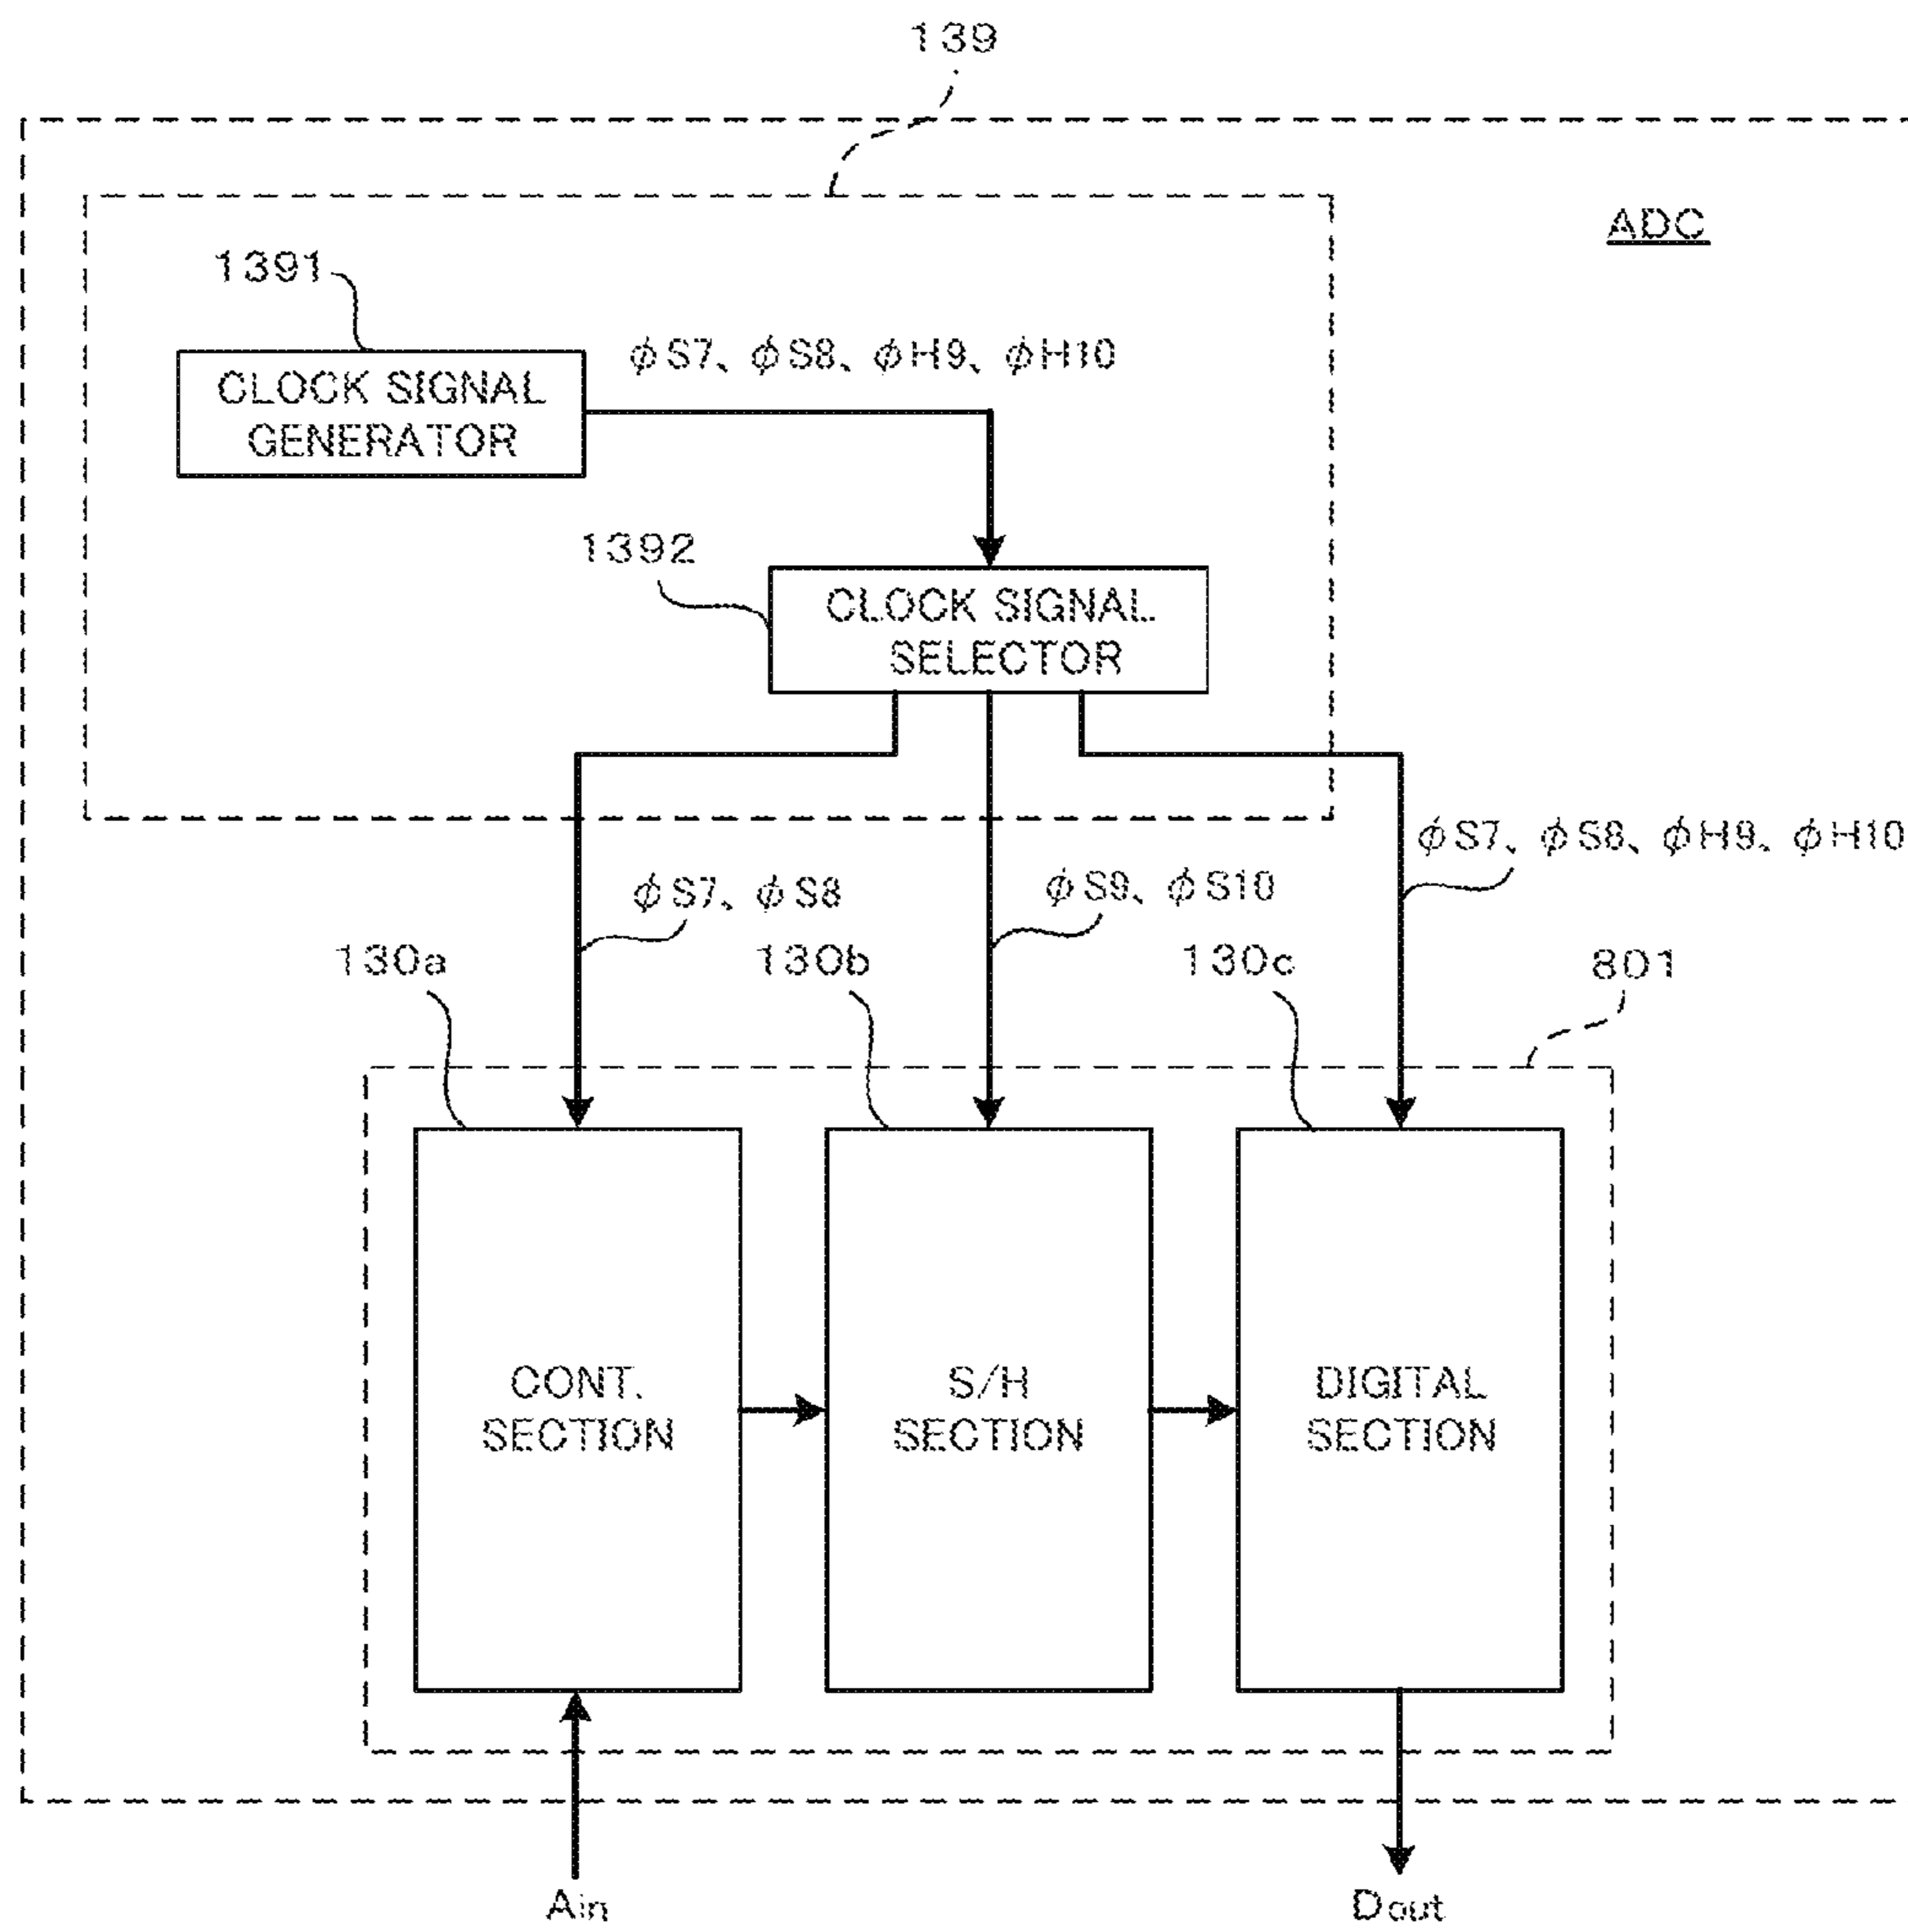 139
ADC
1391
ϕS7、ϕS8、ϕH9、ϕH10
CLOCK SIGNAL
GENERATOR
1392
CLOCK SIGNAL
SELECTOR
ϕS7、ϕS8、ϕH9、ϕH10
ϕS7、ϕS8
ϕS9、ϕS10
130a
130b
130c
801
CONT.
SECTION
S/H
SECTION
DIGITAL
SECTION
Ain
Dout